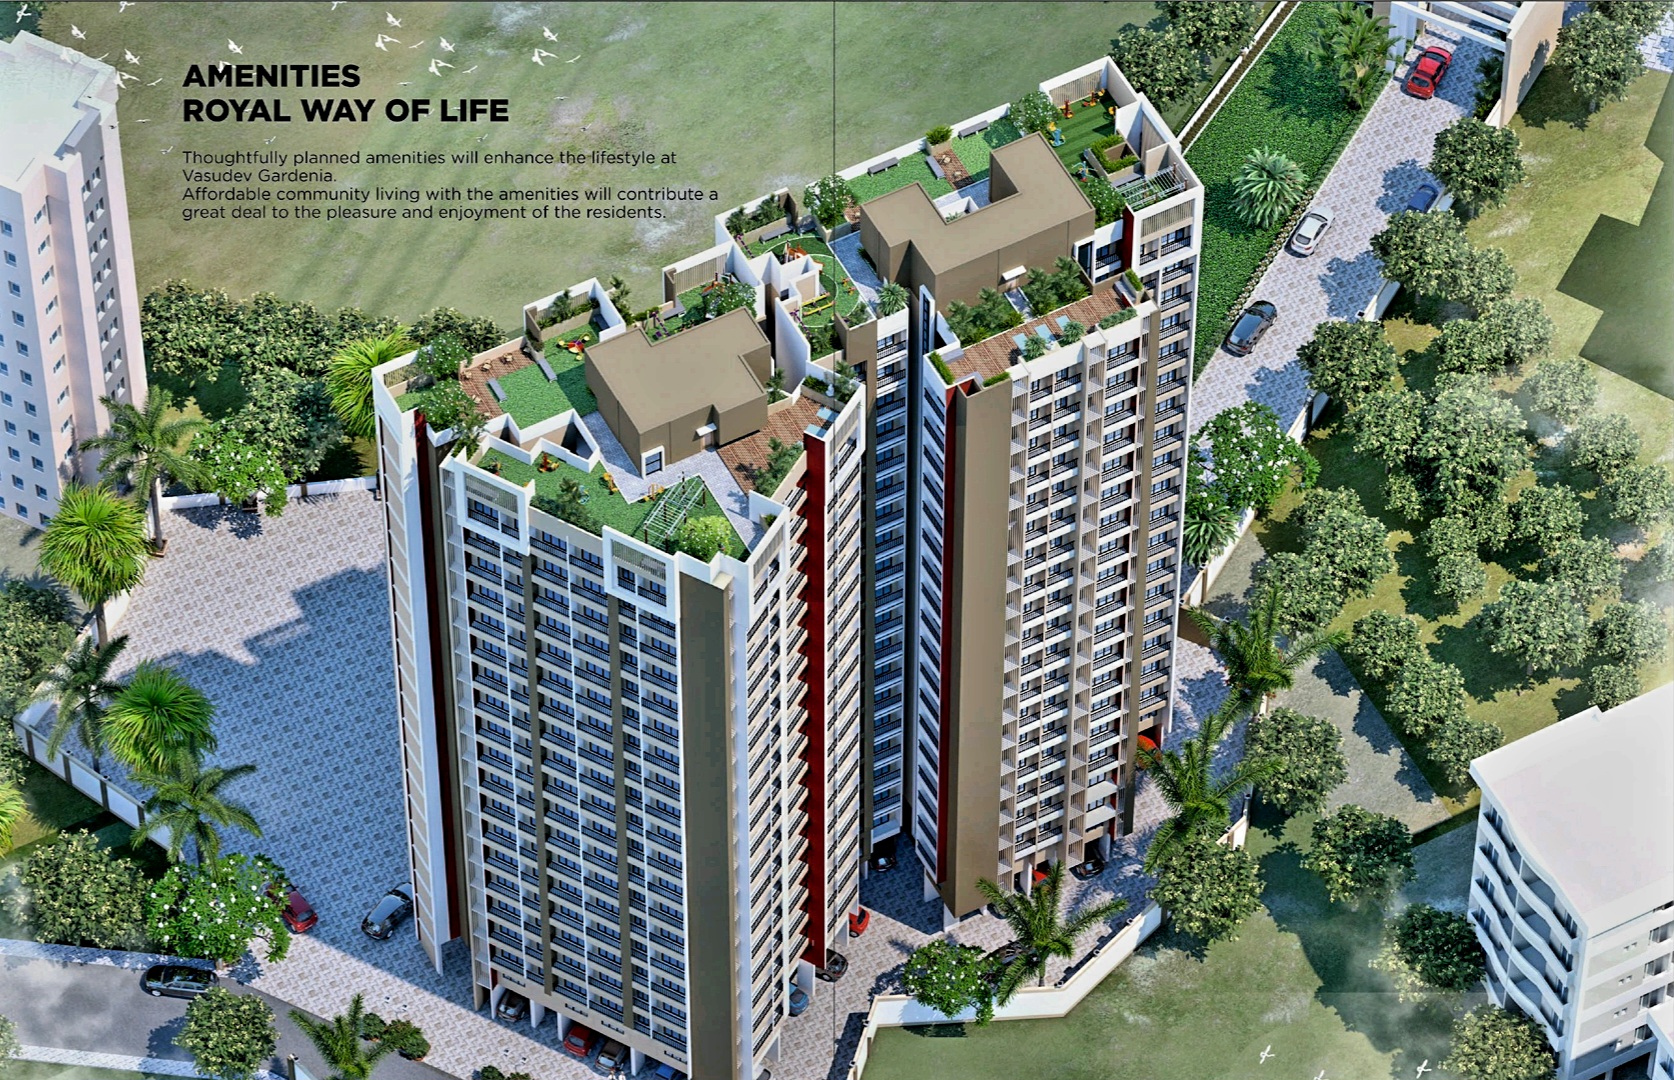 AMENITIES
ROYAL WAY OF LIFE
Thoughtfully planned amenities will enhance the lifestyle at
Vasudev Gardenia.
Affordable community living with the amenities will contribute a
great deal to the pleasure and enjoyment of the residents.